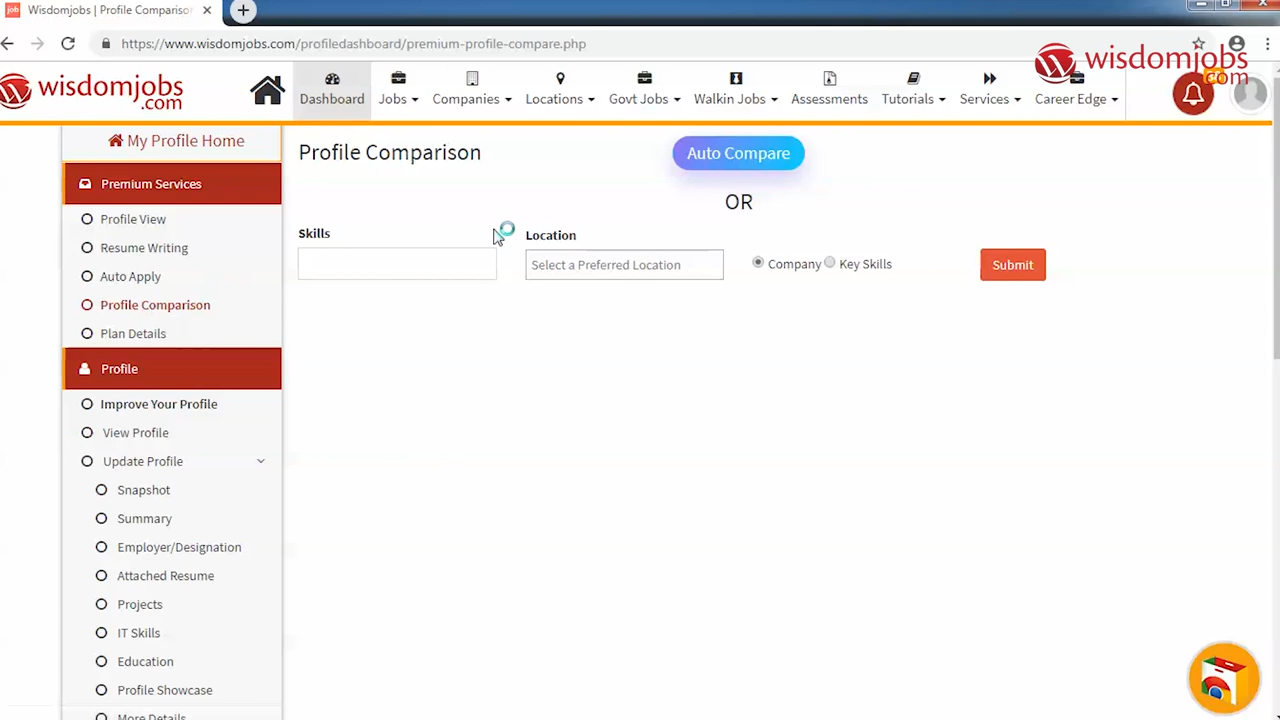 job Wisdomjobs | Profile Comparison
https://www.wisdomjobs.com/profiledashboard/premium-profile-compare.php
wisdomjobs
.com
wisdomjobs
.com
Dashboard
Jobs
Companies
Locations
Govt Jobs
Walkin Jobs
Assessments
Tutorials
Services
Career Edge
My Profile Home
Premium Services
Profile View
Resume Writing
Auto Apply
Profile Comparison
Plan Details
Profile
Improve Your Profile
View Profile
Update Profile
Snapshot
Summary
Employer/Designation
Attached Resume
Projects
IT Skills
Education
Profile Showcase
More Details
Profile Comparison
Auto Compare
OR
Skills
Location
Select a Preferred Location
Company
Key Skills
Submit